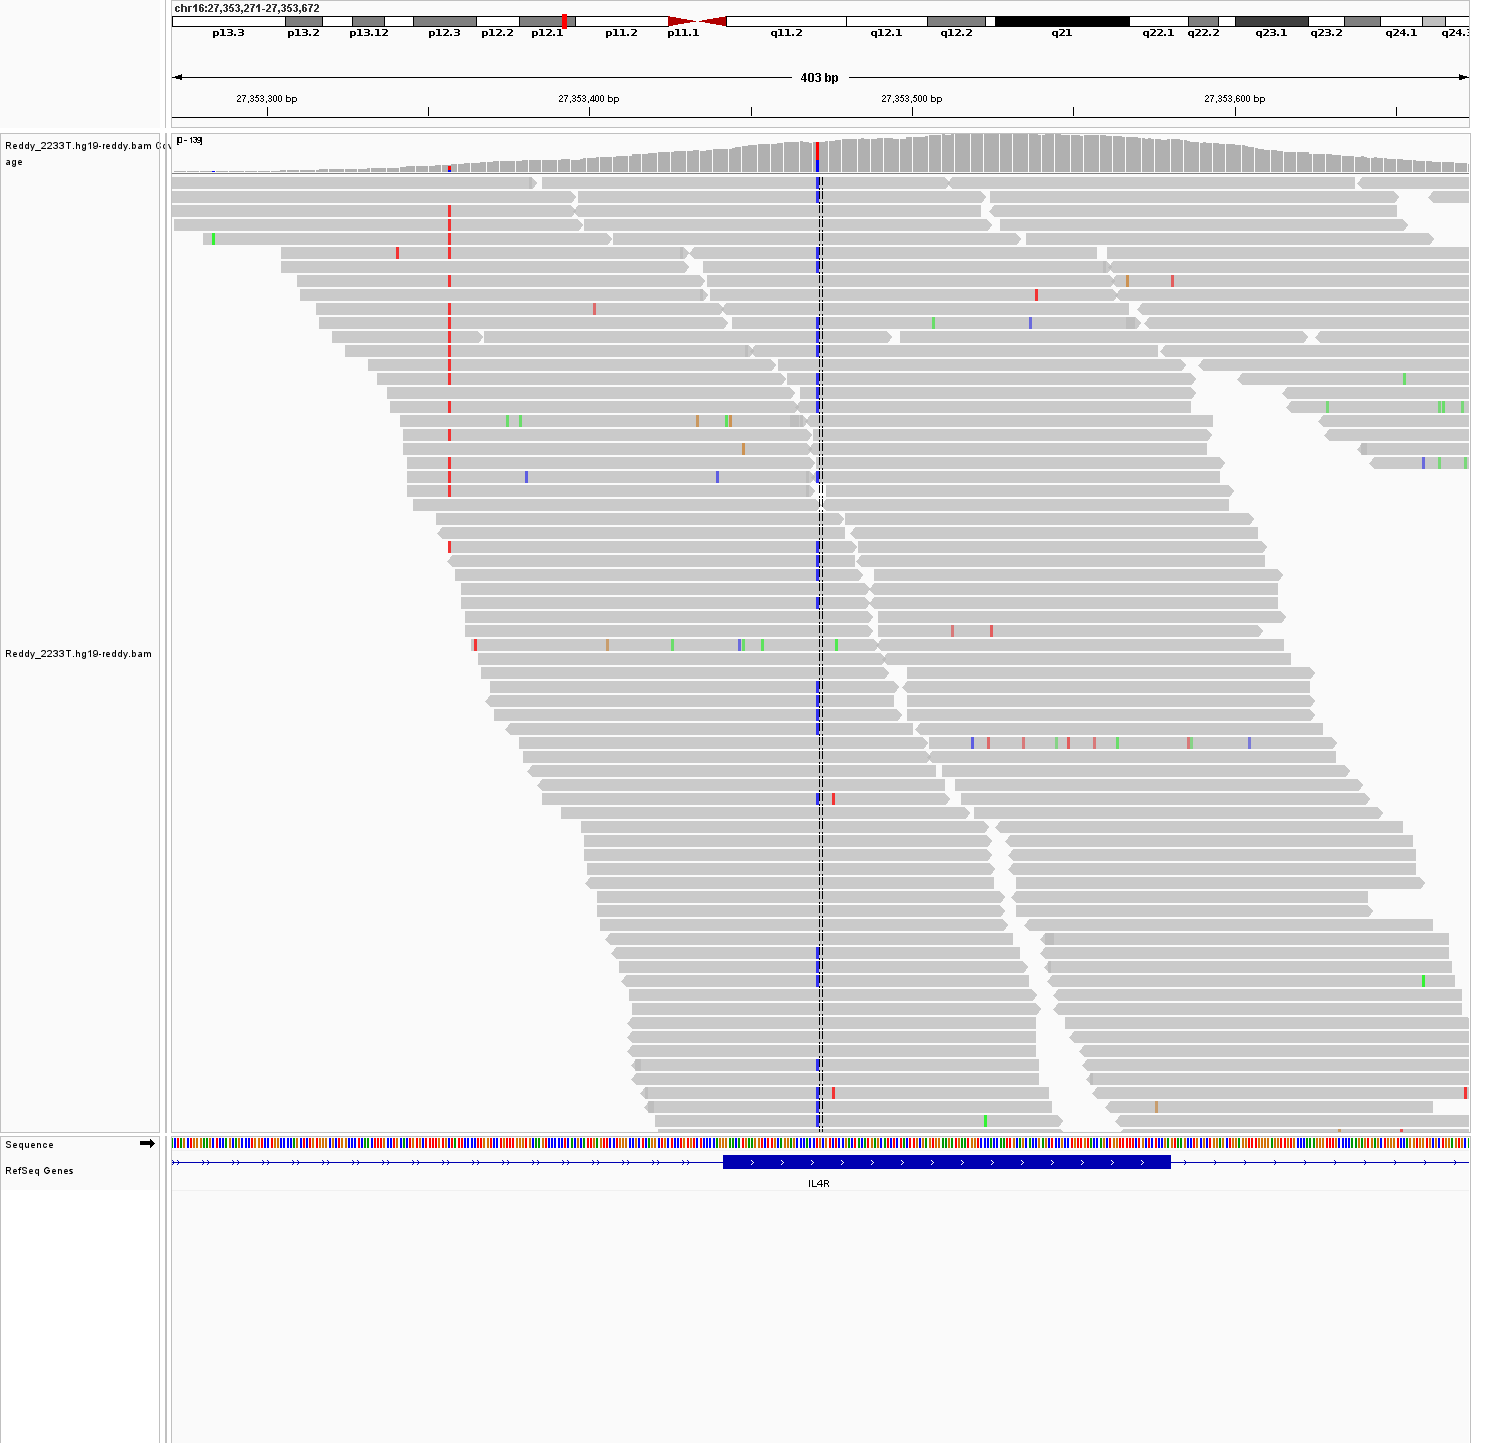 chr16:27,353,271-27,353,672
p13.3 p13.2 p13.12 p12.3 p12.2 p12.1 p11.2 p11.1 q11.2 q12.1 q12.2 q21 q22.1 q22.2 q23.1 q23.2 q24.1 q24.3
403 bp
27,353,300 bp 27,353,400 bp 27,353,500 bp 27,353,600 bp
Reddy_2233T.hg19-reddy.bam Cov
age
[0 - 139]
Reddy_2233T.hg19-reddy.bam
Sequence
RefSeq Genes
IL4R